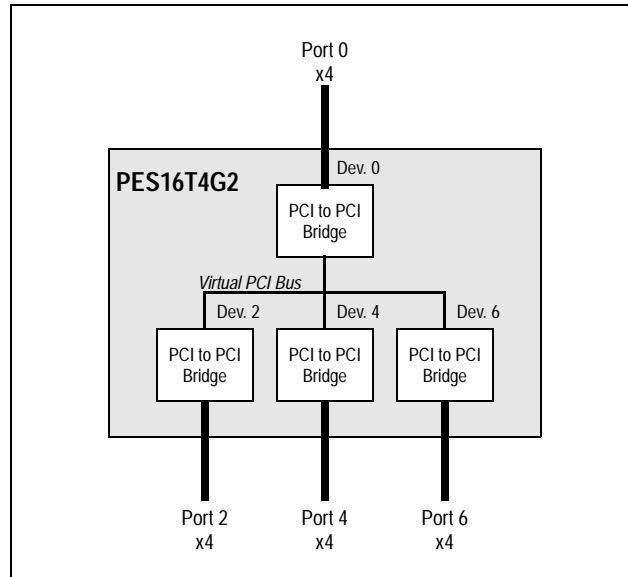 Port 0
x4
PES16T4G2
Dev. 0
PCI to PCI
Bridge
Virtual PCI Bus
Dev. 2
Dev. 4
Dev. 6
PCI to PCI
Bridge
PCI to PCI
Bridge
PCI to PCI
Bridge
Port 2
x4
Port 4
x4
Port 6
x4